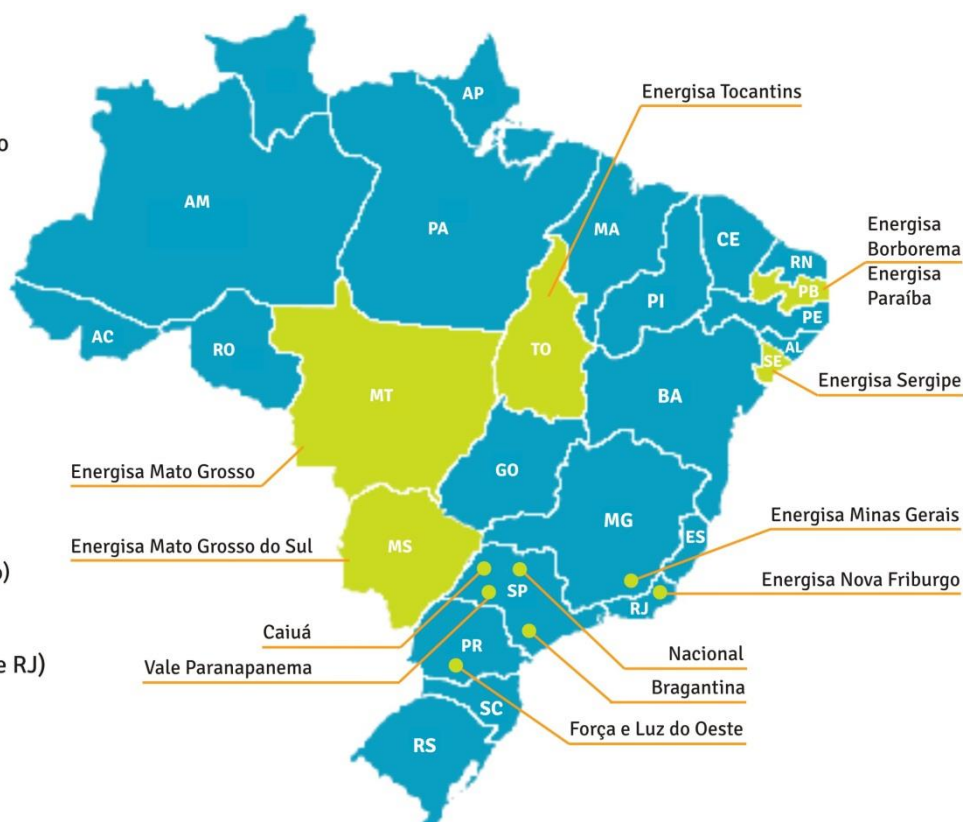 o
)
e RJ)
AP
AM
PA
MA
CE
RN
PB
PE
PI
AL
SE
AC
RO
TO
MT
BA
GO
MG
ES
MS
SP
RJ
PR
SC
RS
Energisa Tocantins
Energisa
Borborema
Energisa
Paraíba
Energisa Sergipe
Energisa Mato Grosso
Energisa Mato Grosso do Sul
Energisa Minas Gerais
Energisa Nova Friburgo
Caiuá
Vale Paranapanema
Nacional
Bragantina
Força e Luz do Oeste